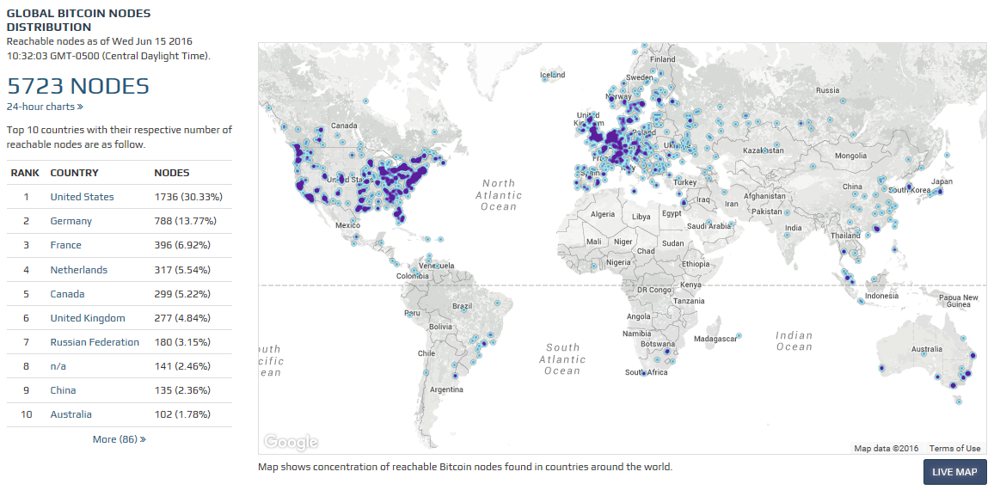 GLOBAL BITCOIN NODES
DISTRIBUTION
Reachable nodes as of Wed Jun 15 2016
10:32:03 GMT-0500 (Central Daylight Time).
5723 NODES
24-hour charts »
Top 10 countries with their respective number of
reachable nodes are as follow.
RANK COUNTRY NODES
1 United States 1736 (30.33%)
2 Germany 788 (13.77%)
3 France 396 (6.92%)
4 Netherlands 317 (5.54%)
5 Canada 299 (5.22%)
6 United Kingdom 277 (4.84%)
7 Russian Federation 180 (3.15%)
8 n/a 141 (2.46%)
9 China 135 (2.36%)
10 Australia 102 (1.78%)
More (86) »
Iceland
Finland
Sweden
Norway
Russia
United
Kingdom
Canada
Poland
Kazakhstan
Mongolia
Spain
United States
North
Atlantic
Ocean
Turkey
China
South Korea
Japan
Afghanistan
Iraq
Iran
Pakistan
Algeria
Libya
Egypt
Mexico
Saudi Arabia
India
Thailand
Mali
Niger
Sudan
Chad
Nigeria
Ethiopia
Venezuela
Colombia
Kenya
DR Congo
Indonesia
Papua New
Guinea
Tanzania
Brazil
Peru
Angola
Bolivia
Namibia
Madagascar
Indian
Ocean
Botswana
South
Atlantic
Ocean
Chile
Australia
South Africa
Argentina
Google
Map data ©2016 Terms of Use
Map shows concentration of reachable Bitcoin nodes found in countries around the world.
LIVE MAP